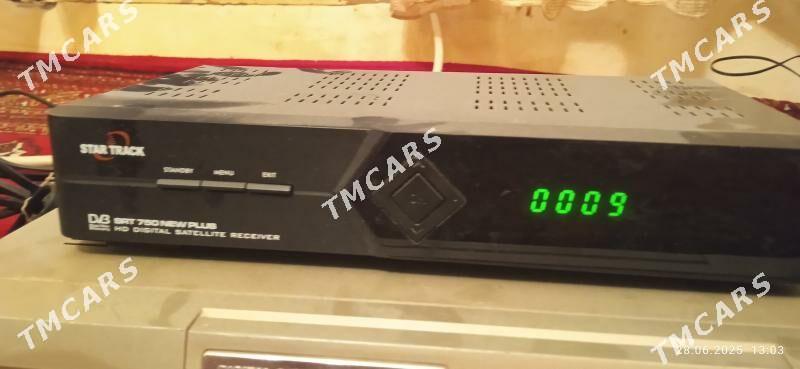 TMCARS
TMCARS
TMCARS
STAR TRACK
STANDBY
MENU
EXIT
TMCARS
0009
DVB
SRT 750 NEW PLUS
HD DIGITAL SATELLITE RECEIVER
TMCARS
TMCARS
28.06.2025 13:03